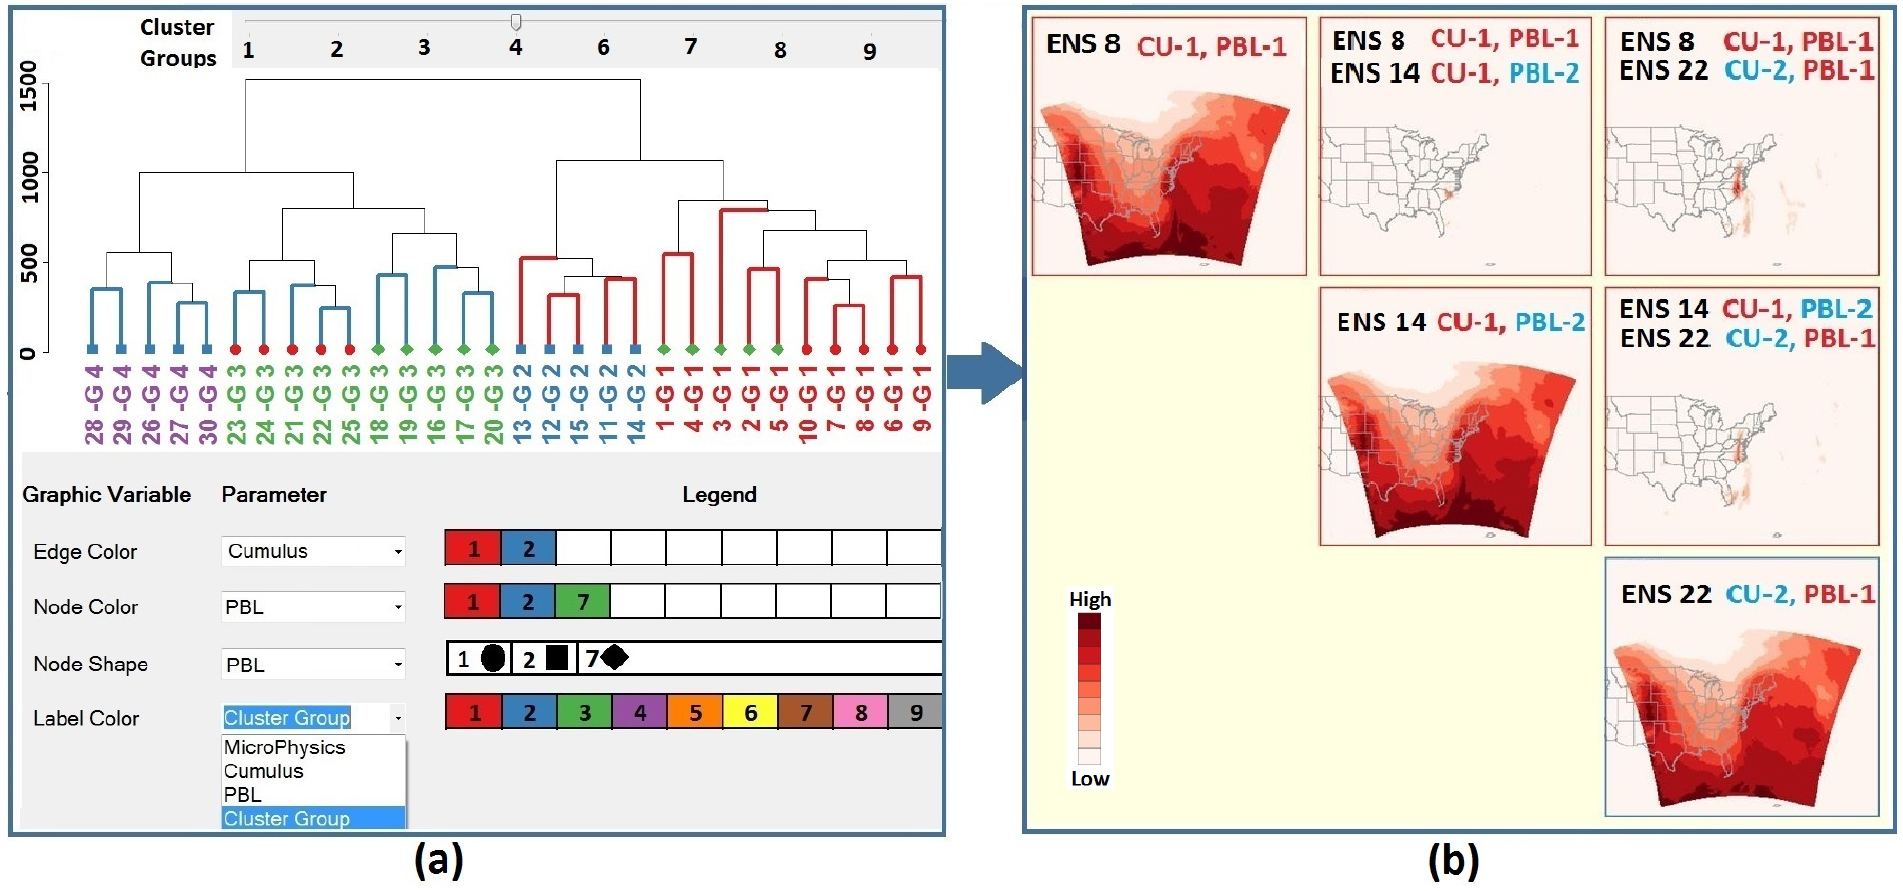 Cluster
Groups
1 2 3 4 6 7 8 9
1500
1000
500
0
28 -G 4
29 -G 4
26 -G 4
27 -G 4
30 -G 4
23 -G 3
24 -G 3
21 -G 3
22 -G 3
25 -G 3
18 -G 3
19 -G 3
16 -G 3
17 -G 3
20 -G 3
13 -G 2
12 -G 2
15 -G 2
11 -G 2
14 -G 2
1 -G 1
4 -G 1
3 -G 1
2 -G 1
5 -G 1
10 -G 1
7 -G 1
8 -G 1
6 -G 1
9 -G 1
Graphic Variable Parameter Legend
Edge Color Cumulus 1 2
Node Color PBL 1 2 7
Node Shape PBL 1 2 7
Label Color Cluster Group 1 2 3 4 5 6 7 8 9
MicroPhysics
Cumulus
PBL
Cluster Group
(a)
ENS 8 CU-1, PBL-1
ENS 8 CU-1, PBL-1
ENS 14 CU-1, PBL-2
ENS 8 CU-1, PBL-1
ENS 22 CU-2, PBL-1
ENS 14 CU-1, PBL-2
ENS 14 CU-1, PBL-2
ENS 22 CU-2, PBL-1
ENS 22 CU-2, PBL-1
High
Low
(b)